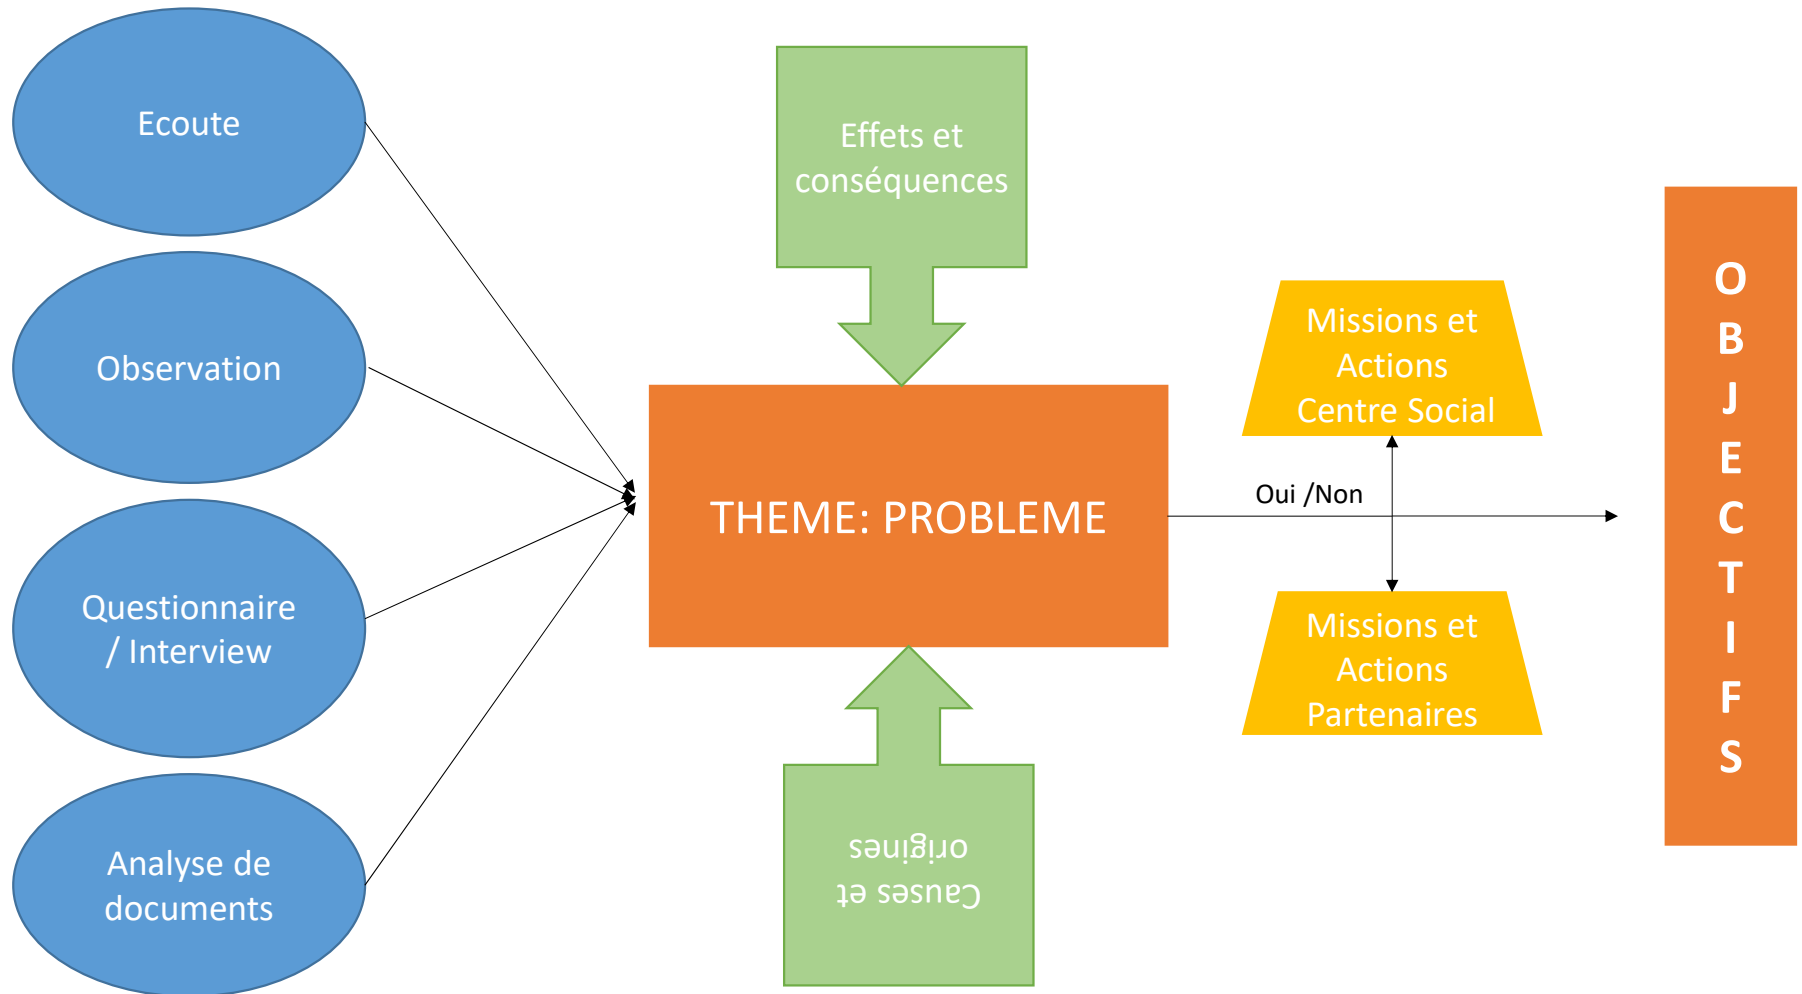 Ecoute
Observation
Questionnaire
/ Interview
Analyse de
documents
Effets et
conséquences
THEME: PROBLEME
Causes et
origines
Oui /Non
Missions et
Actions
Centre Social
Missions et
Actions
Partenaires
O
B
J
E
C
T
I
F
S